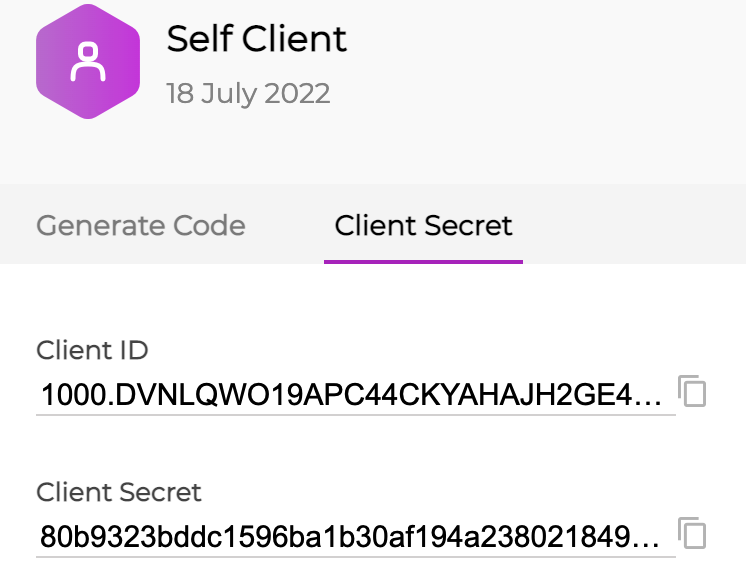 Self Client
18 July 2022
Generate Code
Client Secret
Client ID
1000.DVNLQWO19APC44CKYAHAJH2GE4...
Client Secret
80b9323bddc1596ba1b30af194a238021849...